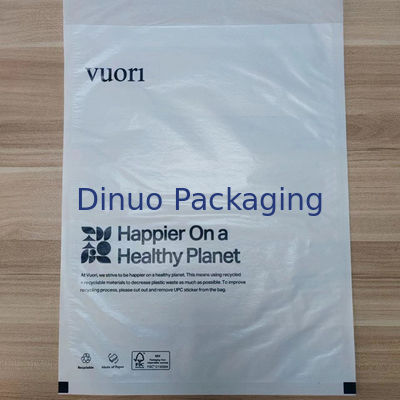 vuori
Dinuo Packaging
Happier On a
Healthy Planet
At Vuori, we strive to be happier on a healthy planet. This means using recycled
+ recyclable materials to decrease plastic waste as much as possible. To improve
recycling process, please cut out and remove UPC sticker from the bag.
Recyclable
Made of Paper
FSC